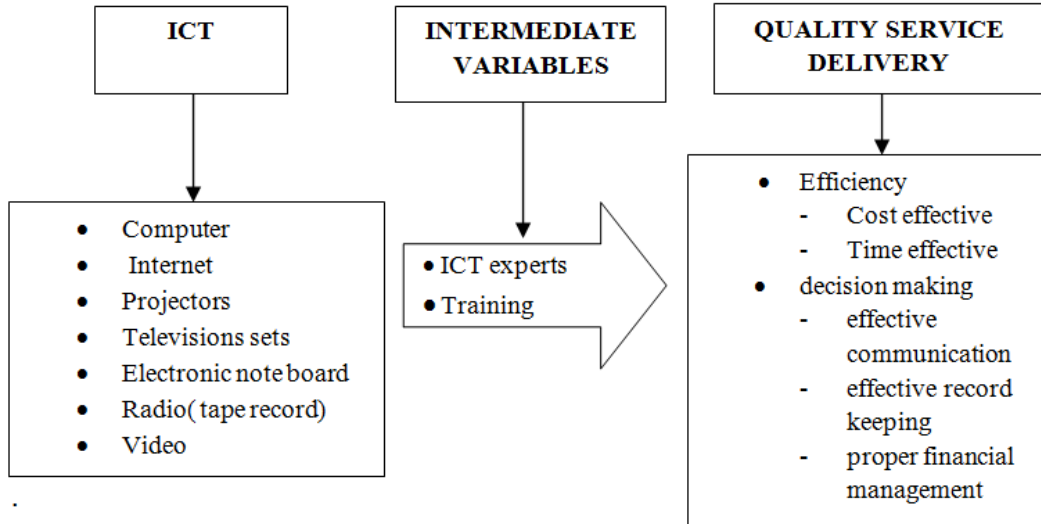 ICT
INTERMEDIATE
VARIABLES
QUALITY SERVICE
DELIVERY
● Computer
● Internet
● Projectors
● Televisions sets
● Electronic note board
● Radio( tape record)
● Video
.
● ICT experts
● Training
● Efficiency
- Cost effective
- Time effective
● decision making
- effective
communication
- effective record
keeping
- proper financial
management